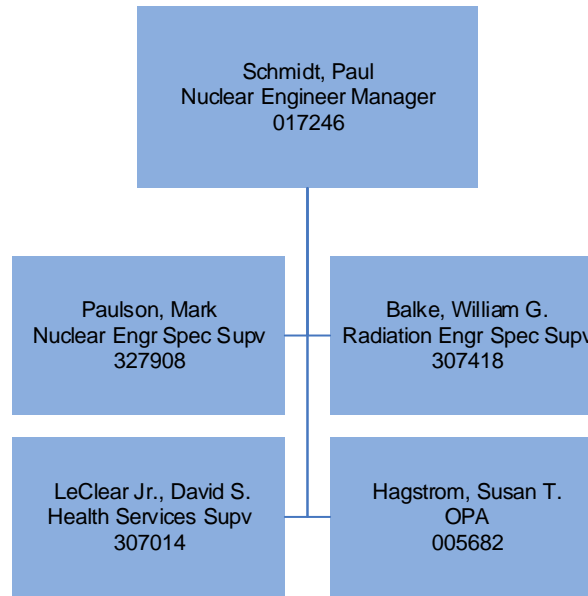 Schmidt, Paul
Nuclear Engineer Manager
017246
Paulson, Mark
Nuclear Engr Spec Supv
327908
Balke, William G.
Radiation Engr Spec Supv
307418
LeClear Jr., David S.
Health Services Supv
307014
Hagstrom, Susan T.
OPA
005682